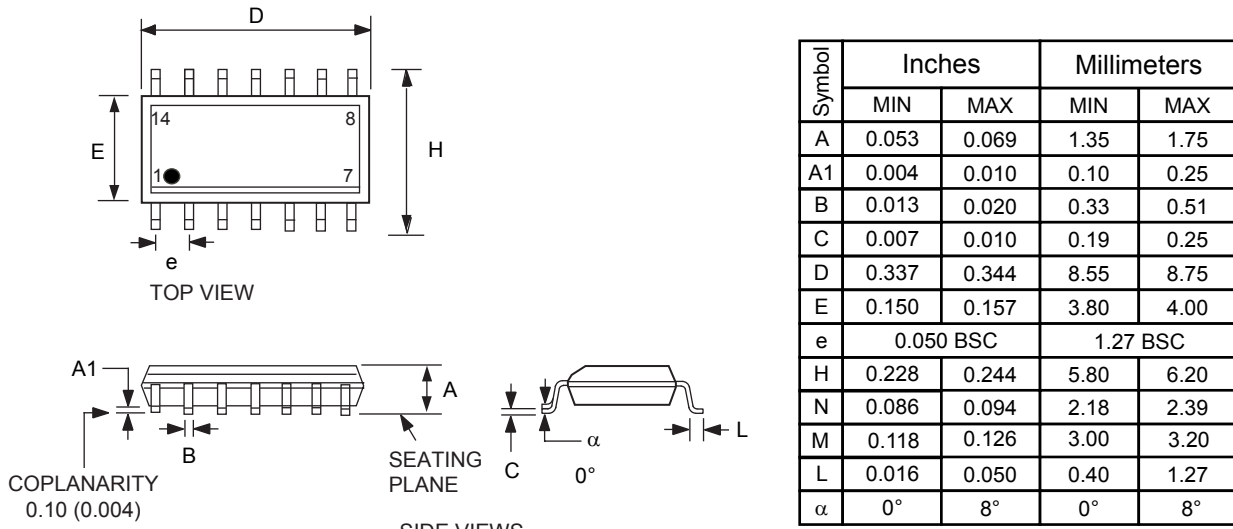 D
14 8
E
H
1 7
e
TOP VIEW
A1
A
B
C
α
0°
L
COPLANARITY
0.10 (0.004)
SEATING
PLANE
SIDE VIEWS
Symbol Inches Millimeters
MIN MAX MIN MAX
A 0.053 0.069 1.35 1.75
A1 0.004 0.010 0.10 0.25
B 0.013 0.020 0.33 0.51
C 0.007 0.010 0.19 0.25
D 0.337 0.344 8.55 8.75
E 0.150 0.157 3.80 4.00
e 0.050 BSC 1.27 BSC
H 0.228 0.244 5.80 6.20
N 0.086 0.094 2.18 2.39
M 0.118 0.126 3.00 3.20
L 0.016 0.050 0.40 1.27
α 0° 8° 0° 8°